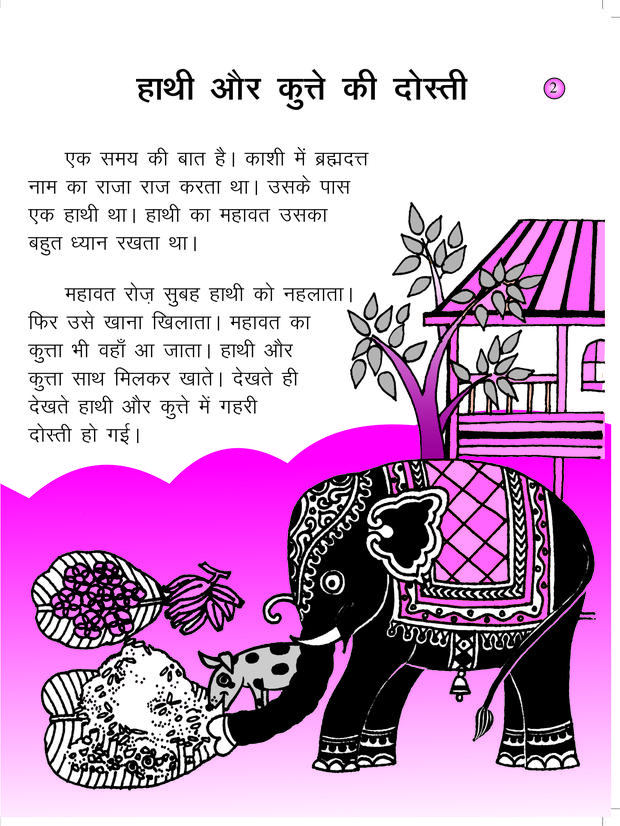 हाथी और कुत्ते की दोस्ती
2
एक समय की बात है। काशी में ब्रह्मदत्त
नाम का राजा राज करता था। उसके पास
एक हाथी था। हाथी का महावत उसका
बहुत ध्यान रखता था।
महावत रोज़ सुबह हाथी को नहलाता।
फिर उसे खाना खिलाता। महावत का
कुत्ता भी वहाँ आ जाता। हाथी और
कुत्ता साथ मिलकर खाते। देखते ही
देखते हाथी और कुत्ते में गहरी
दोस्ती हो गई।